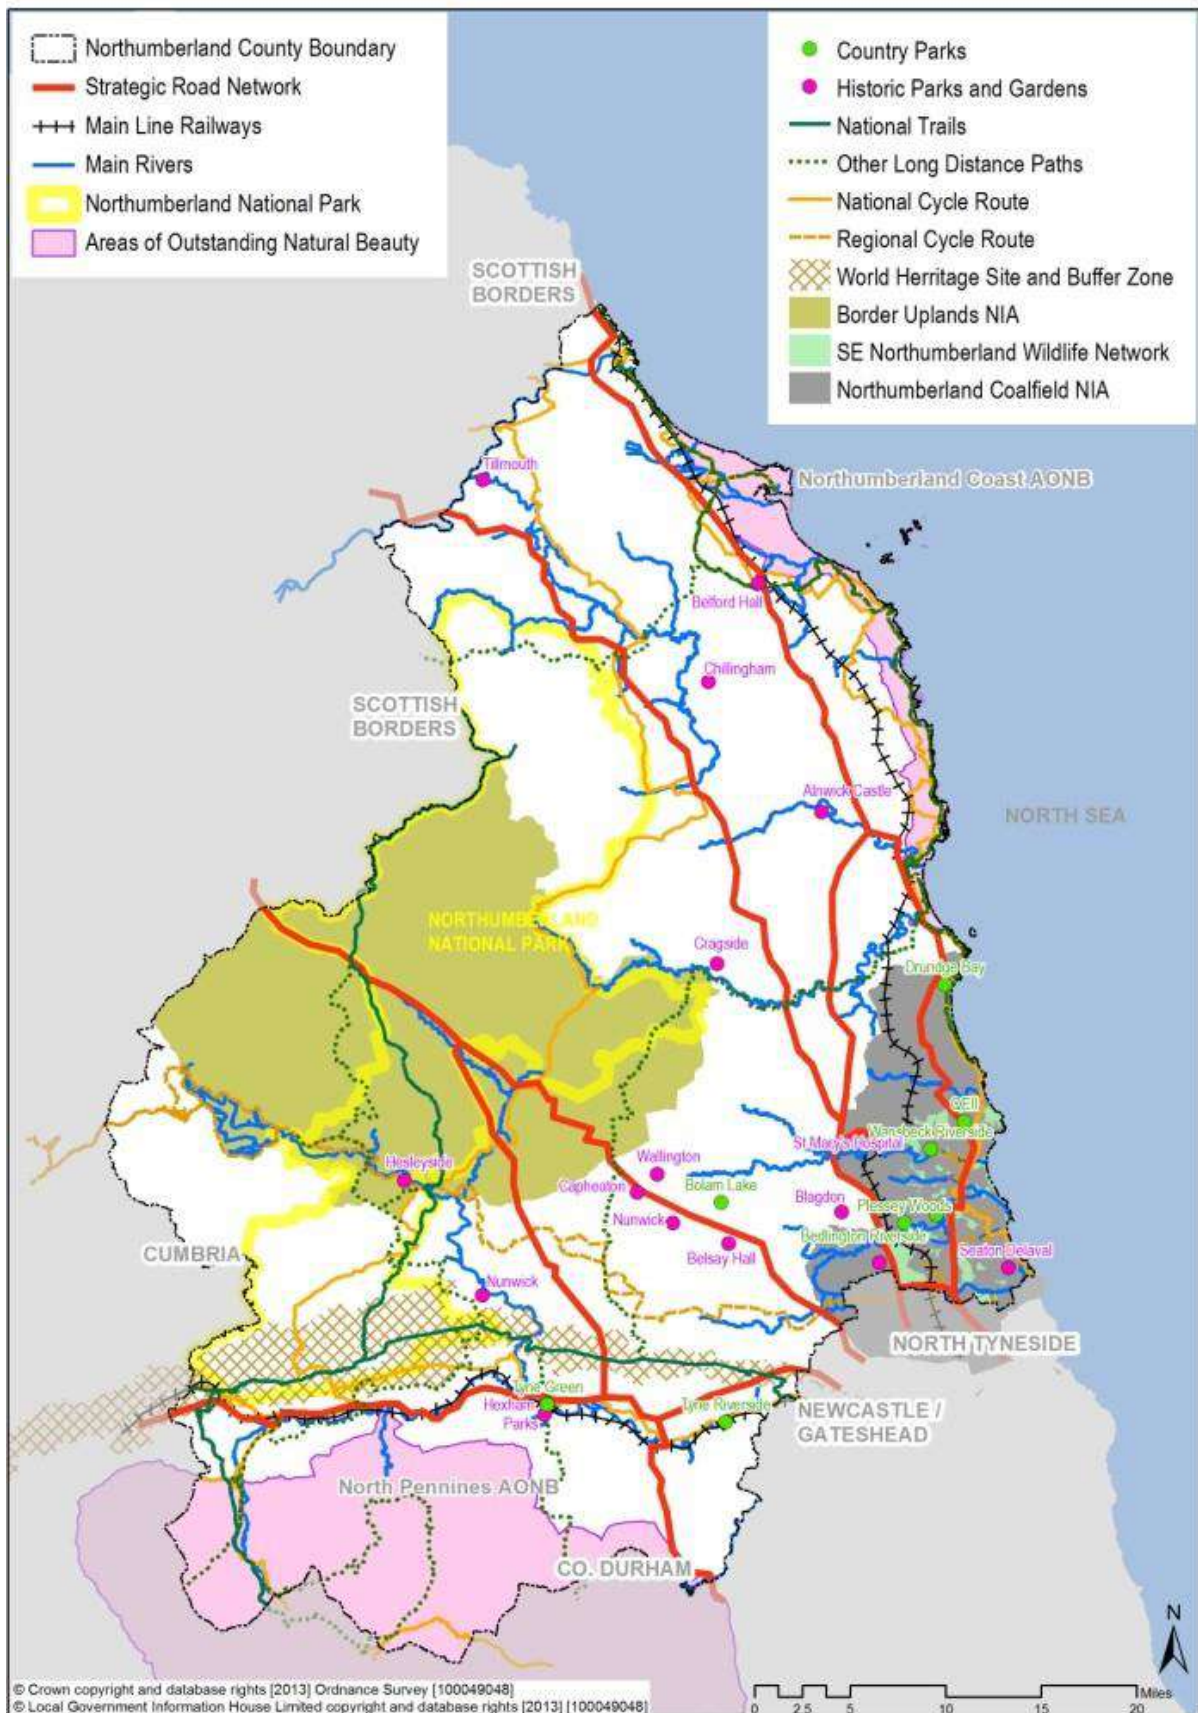 Northumberland County Boundary
Strategic Road Network
Main Line Railways
Main Rivers
Northumberland National Park
Areas of Outstanding Natural Beauty
Country Parks
Historic Parks and Gardens
National Trails
Other Long Distance Paths
National Cycle Route
Regional Cycle Route
World Herritage Site and Buffer Zone
Border Uplands NIA
SE Northumberland Wildlife Network
Northumberland Coalfield NIA
SCOTTISH
BORDERS
Tillmouth
Northumberland Coast AONB
Belford Hall
Chillingham
SCOTTISH
BORDERS
Alnwick Castle
NORTH SEA
NORTHUMBERLAND
NATIONAL PARK
Cragside
Druridge Bay
QEII
Wansbeck Riverside
St Mary's Hospital
Hesleyside
Wallington
Capheaton
Bolam Lake
Blagdon
Plessey Woods
Nunwick
Bedlington Riverside
Belsay Hall
Seaton Delaval
CUMBRIA
Nunwick
NORTH TYNESIDE
Tyne Green
Hexham
Parks
Tyne Riverside
NEWCASTLE /
GATESHEAD
North Pennines AONB
CO. DURHAM
N
© Crown copyright and database rights [2013] Ordnance Survey [100049048]
© Local Government Information House Limited copyright and database rights [2013] [100049048]
Miles
0 2.5 5 10 15 20